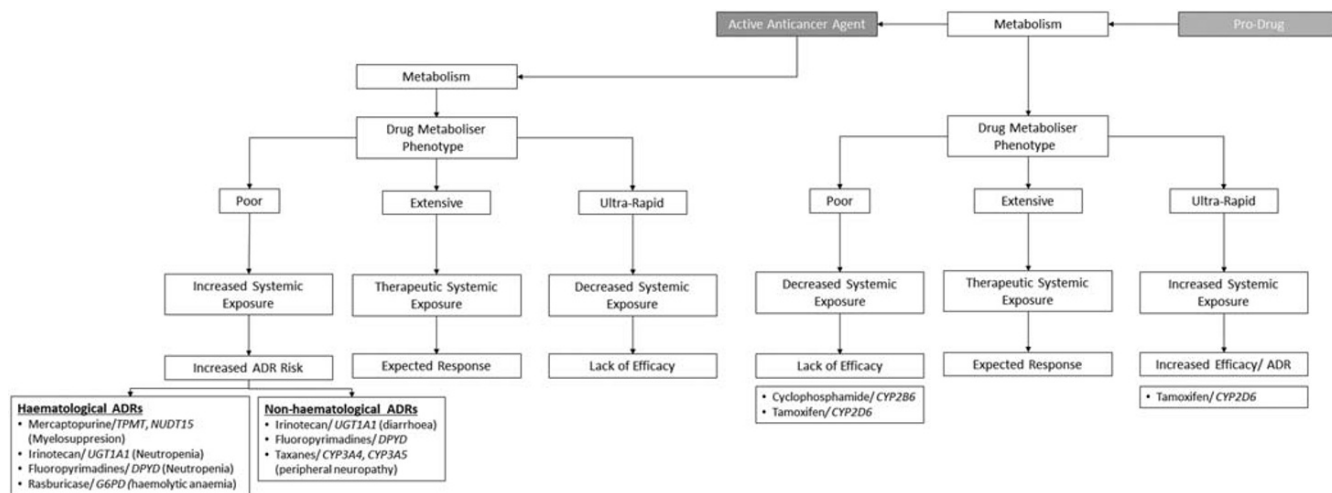 Active Anticancer Agent
Metabolism
Pro-Drug
Metabolism
Drug Metaboliser
Phenotype
Drug Metaboliser
Phenotype
Poor
Extensive
Ultra-Rapid
Poor
Extensive
Ultra-Rapid
Increased Systemic
Exposure
Therapeutic Systemic
Exposure
Decreased Systemic
Exposure
Decreased Systemic
Exposure
Therapeutic Systemic
Exposure
Increased Systemic
Exposure
Increased ADR Risk
Expected Response
Lack of Efficacy
Lack of Efficacy
Expected Response
Increased Efficacy/ ADR
Haematological ADRs
• Mercaptopurine/TPMT, NUDT15
(Myelosuppresion)
• Irinotecan/ UGT1A1 (Neutropenia)
• Fluoropyrimadines/ DPYD (Neutropenia)
• Rasburicase/ G6PD (haemolytic anaemia)
Non-haematological ADRs
• Irinotecan/ UGT1A1 (diarrhoea)
• Fluoropyrimadines/ DPYD
• Taxanes/ CYP3A4, CYP3A5
(peripheral neuropathy)
• Cyclophosphamide/ CYP2B6
• Tamoxifen/ CYP2D6
• Tamoxifen/ CYP2D6